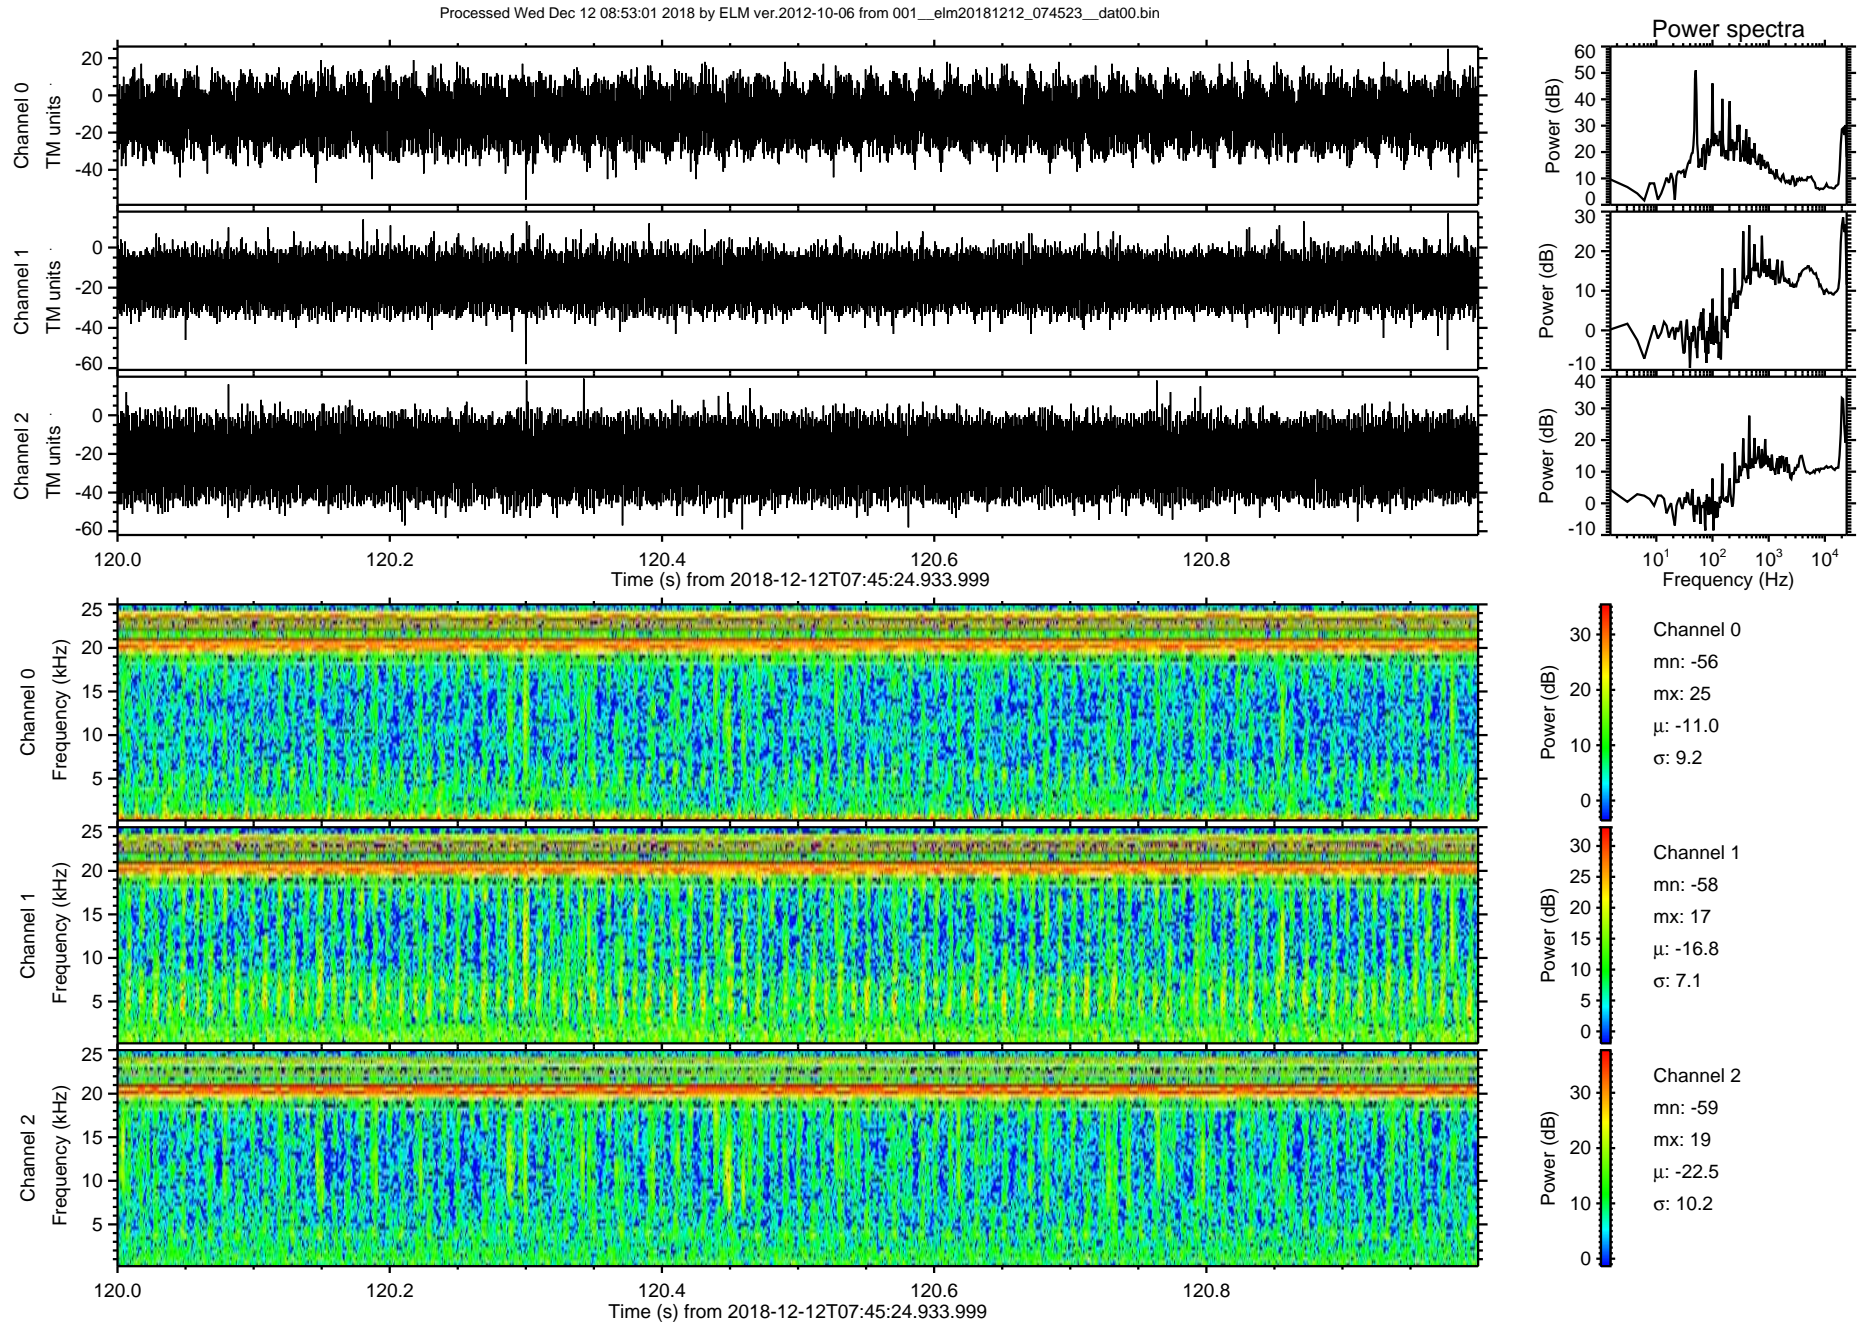 Processed Wed Dec 12 08:53:01 2018 by ELM ver.2012-10-06 from 001__elm20181212_074523__dat00.bin
Power spectra
Channel 0
TM units
20
0
-20
-40
Power (dB)
60
50
40
30
20
10
0
Channel 1
TM units
0
-20
-40
-60
Power (dB)
30
20
10
0
-10
Channel 2
TM units
0
-20
-40
-60
Power (dB)
40
30
20
10
0
-10
120.0 120.2 120.4 120.6 120.8
Time (s) from 2018-12-12T07:45:24.933.999
10¹ 10² 10³ 10⁴
Frequency (Hz)
Channel 0
Frequency (kHz)
25
20
15
10
5
Power (dB)
30
20
10
0
Channel 0
mn: -56
mx: 25
μ: -11.0
σ: 9.2
Channel 1
Frequency (kHz)
25
20
15
10
5
Power (dB)
30
25
20
15
10
5
0
Channel 1
mn: -58
mx: 17
μ: -16.8
σ: 7.1
Channel 2
Frequency (kHz)
25
20
15
10
5
Power (dB)
30
20
10
0
Channel 2
mn: -59
mx: 19
μ: -22.5
σ: 10.2
120.0 120.2 120.4 120.6 120.8
Time (s) from 2018-12-12T07:45:24.933.999